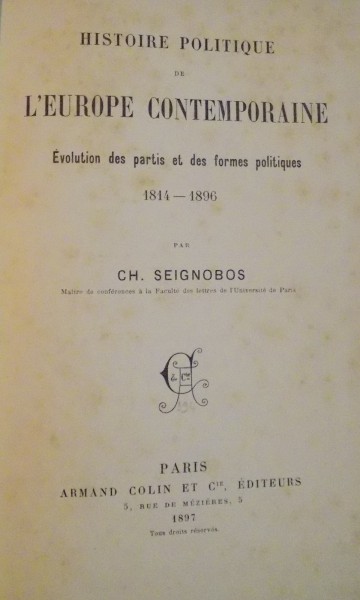 HISTOIRE POLITIQUE
DE
L'EUROPE CONTEMPORAINE
Évolution des partis et des formes politiques
1814 — 1896
PAR
CH. SEIGNOBOS
Maître de conférences à la Faculté des lettres de l'Université de Paris
AC
& Cie
PARIS
ARMAND COLIN ET Cie, ÉDITEURS
5, RUE DE MÉZIÈRES, 5
1897
Tous droits réservés.